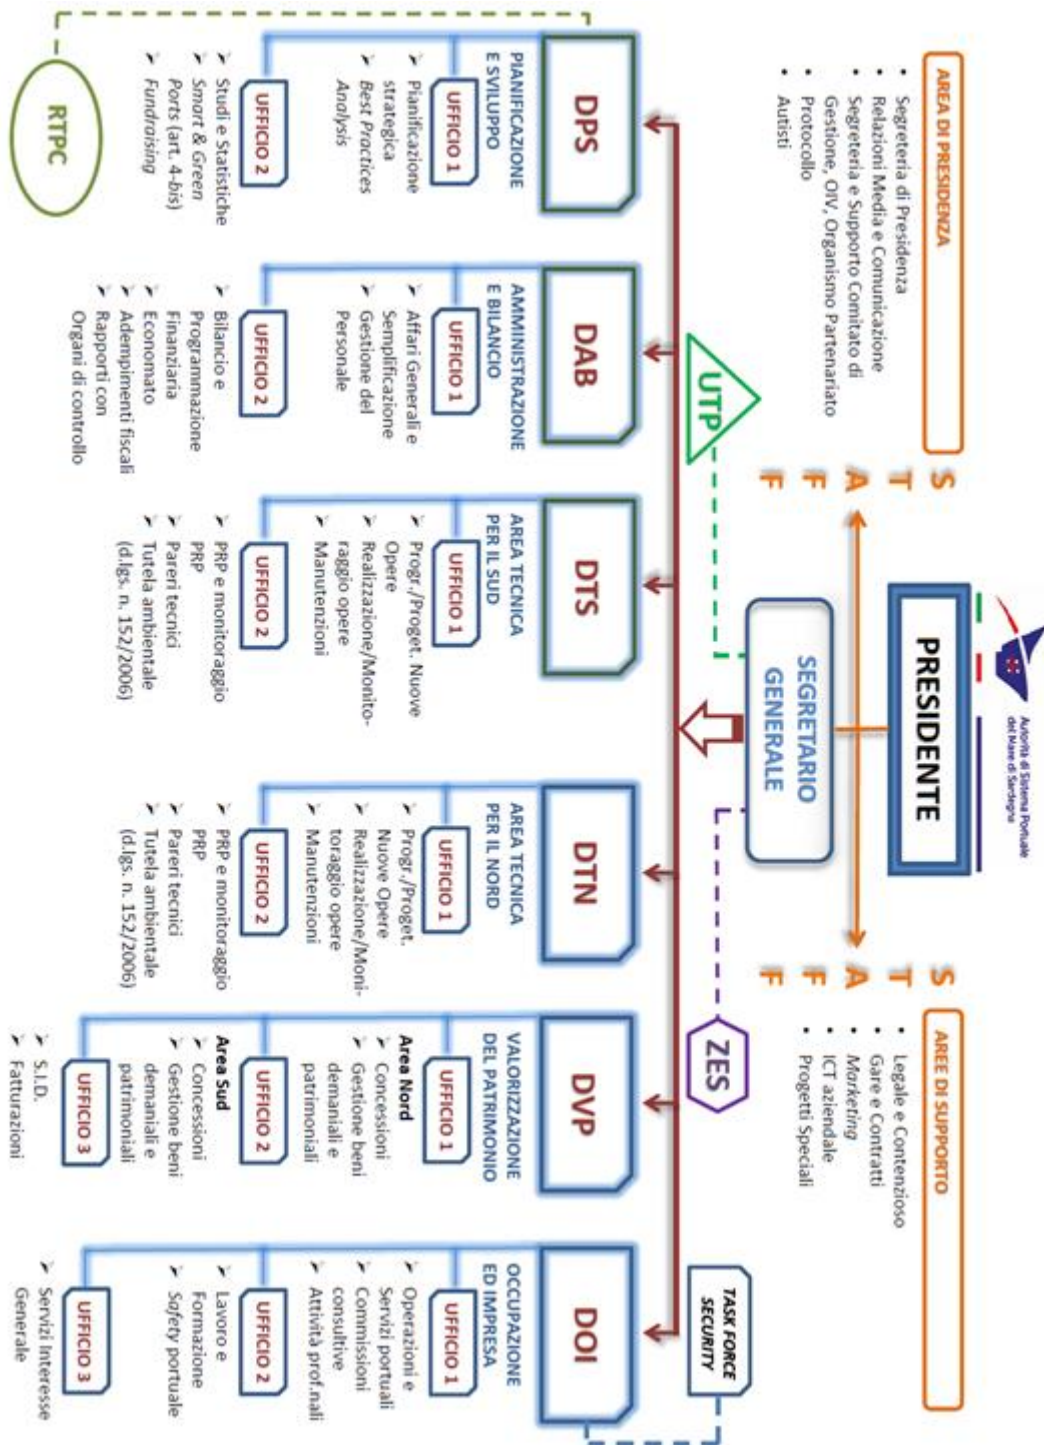 Autorità di Sistema Portuale
del Mare di Sardegna
PRESIDENTE
SEGRETARIO
GENERALE
STAFF
STAFF
AREA DI PRESIDENZA
• Segreteria di Presidenza
• Relazioni Media e Comunicazione
• Segreteria e Supporto Comitato di
Gestione, OIV, Organismo Partenariato
• Protocollo
• Autisti
AREE DI SUPPORTO
• Legale e Contenzioso
• Gare e Contratti
• Marketing
• ICT aziendale
• Progetti Speciali
UTP
ZES
TASK FORCE
SECURITY
DPS
PIANIFICAZIONE
E SVILUPPO
UFFICIO 1
➢ Pianificazione
strategica
➢ Best Practices
Analysis
UFFICIO 2
➢ Studi e Statistiche
➢ Smart & Green
Ports (art. 4-bis)
➢ Fundraising
RTPC
DAB
AMMINISTRAZIONE
E BILANCIO
UFFICIO 1
➢ Affari Generali e
Semplificazione
➢ Gestione del
Personale
UFFICIO 2
➢ Bilancio e
Programmazione
Finanziaria
➢ Economato
➢ Adempimenti fiscali
➢ Rapporti con
Organi di controllo
DTS
AREA TECNICA
PER IL SUD
UFFICIO 1
➢ Progr./Proget. Nuove
Opere
➢ Realizzazione/Monito-
raggio opere
➢ Manutenzioni
UFFICIO 2
➢ PRP e monitoraggio
PRP
➢ Pareri tecnici
➢ Tutela ambientale
(d.lgs. n. 152/2006)
DTN
AREA TECNICA
PER IL NORD
UFFICIO 1
➢ Progr./Proget.
Nuove Opere
➢ Realizzazione/Moni-
toraggio opere
➢ Manutenzioni
UFFICIO 2
➢ PRP e monitoraggio
PRP
➢ Pareri tecnici
➢ Tutela ambientale
(d.lgs. n. 152/2006)
DVP
VALORIZZAZIONE
DEL PATRIMONIO
UFFICIO 1
Area Nord
➢ Concessioni
➢ Gestione beni
demaniali e
patrimoniali
UFFICIO 2
Area Sud
➢ Concessioni
➢ Gestione beni
demaniali e
patrimoniali
UFFICIO 3
➢ S.I.D.
➢ Fatturazioni
DOI
OCCUPAZIONE
ED IMPRESA
UFFICIO 1
➢ Operazioni e
Servizi portuali
➢ Commissioni
consultive
➢ Attività prof.nali
UFFICIO 2
➢ Lavoro e
Formazione
➢ Safety portuale
UFFICIO 3
➢ Servizi Interesse
Generale